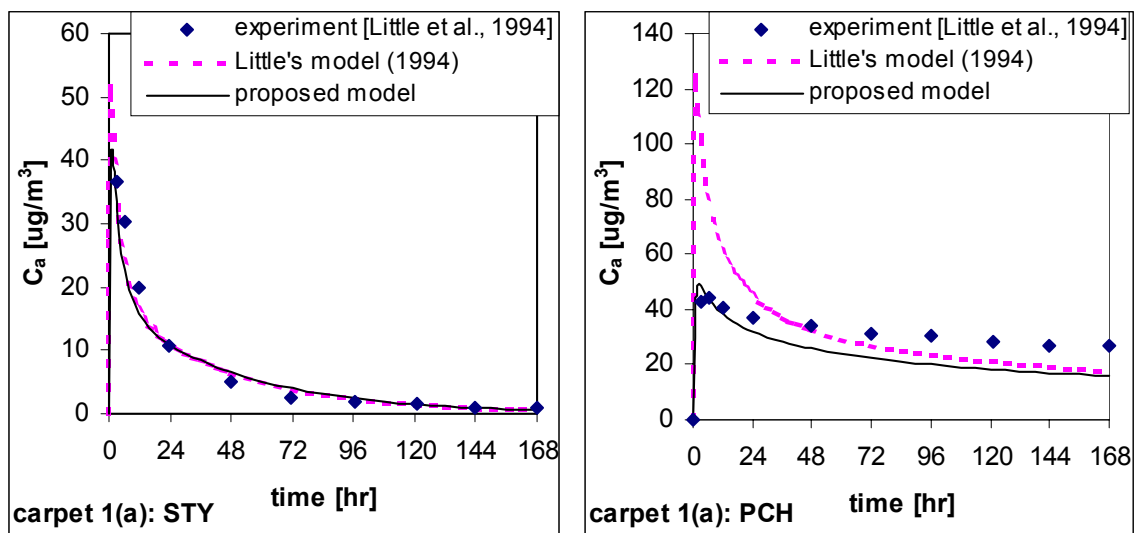 experiment [Little et al., 1994]
Little's model (1994)
proposed model
60
50
40
30
20
10
0
Cₐ [ug/m³]
0 24 48 72 96 120 144 168
time [hr]
carpet 1(a): STY
experiment [Little et al., 1994]
Little's model (1994)
proposed model
140
120
100
80
60
40
20
0
Cₐ [ug/m³]
0 24 48 72 96 120 144 168
time [hr]
carpet 1(a): PCH